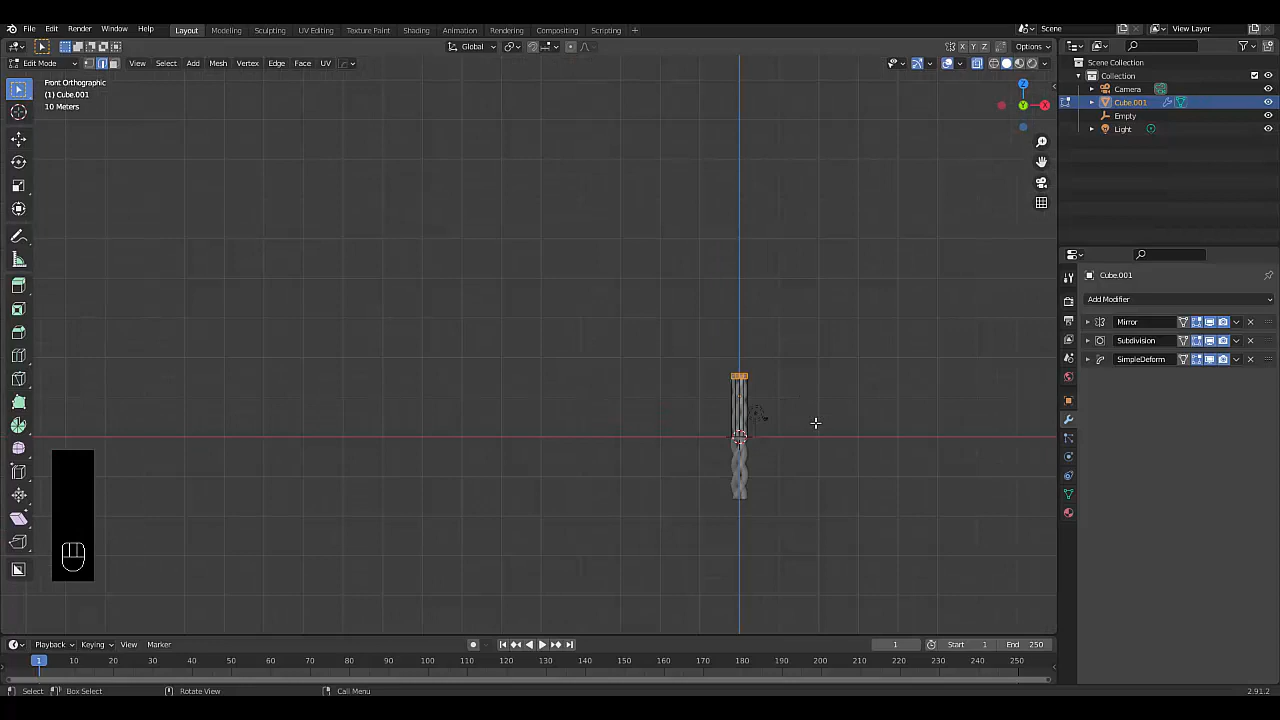 File Edit Render Window Help Layout Modeling Sculpting UV Editing Texture Paint Shading Animation Rendering Compositing Scripting + Scene View Layer
Global Options
X Y Z
Edit Mode View Select Add Mesh Vertex Edge Face UV
Front Orthographic
(1) Cube.001
10 Meters
Z
Y
X
Scene Collection
Collection
Camera
Cube.001
Empty
Light
Cube.001
Add Modifier
Mirror
Subdivision
SimpleDeform
Playback Keying View Marker 1 Start 1 End 250
1 10 20 30 40 50 60 70 80 90 100 110 120 130 140 150 160 170 180 190 200 210 220 230 240 250
Select Box Select Rotate View Call Menu 2.91.2